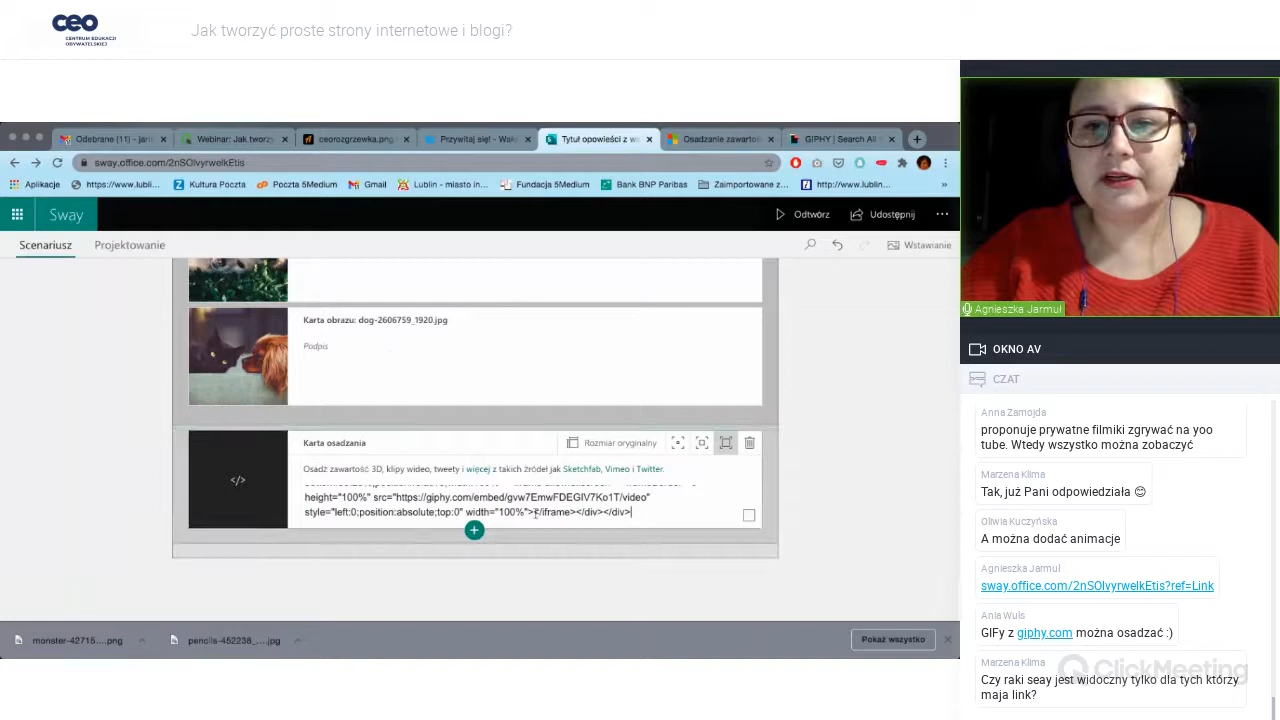 ceo
CENTRUM EDUKACJI
OBYWATELSKIEJ
Jak tworzyć proste strony internetowe i blogi?
Odebrane (11) - jan
Webinar: Jak tworzy
ceorozgrzewka.png
Przywitaj się! - Wak
Tytuł opowieści z w
Osadzanie zawarto
GIPHY | Search All
sway.office.com/2nSOlvyrwelkEtis
Aplikacje
https://www.lubli...
Kultura Poczta
Poczta 5Medium
Gmail
Lublin - miasto in...
Fundacja 5Medium
Bank BNP Paribas
Zaimportowane z...
http://www.lublin...
»
Sway
Odtwórz
Udostępnij
Scenariusz
Projektowanie
Wstawianie
Karta obrazu: dog-2606759_1920.jpg
Podpis
Karta osadzania
Rozmiar oryginalny
Osadź zawartość 3D, klipy wideo, tweety i więcej z takich źródeł jak Sketchfab, Vimeo i Twitter.
</>
height="100%" src="https://giphy.com/embed/gvw7EmwFDEGIV7Ko1T/video"
style="left:0;position:absolute;top:0" width="100%"></iframe></div></div>
monster-42715....png
pencils-452238_....jpg
Pokaż wszystko
Agnieszka Jarmuł
OKNO AV
CZAT
Anna Zamojda
proponuje prywatne filmiki zgrywać na yoo
tube. Wtedy wszystko można zobaczyć
Marzena Klima
Tak, już Pani odpowiedziała 😊
Oliwia Kuczyńska
A można dodać animacje
Agnieszka Jarmuł
sway.office.com/2nSOlvyrwelkEtis?ref=Link
Ania Wuls
GIFy z giphy.com można osadzać :)
Marzena Klima
Czy raki seay jest widoczny tylko dla tych którzy
maja link?
ClickMeeting